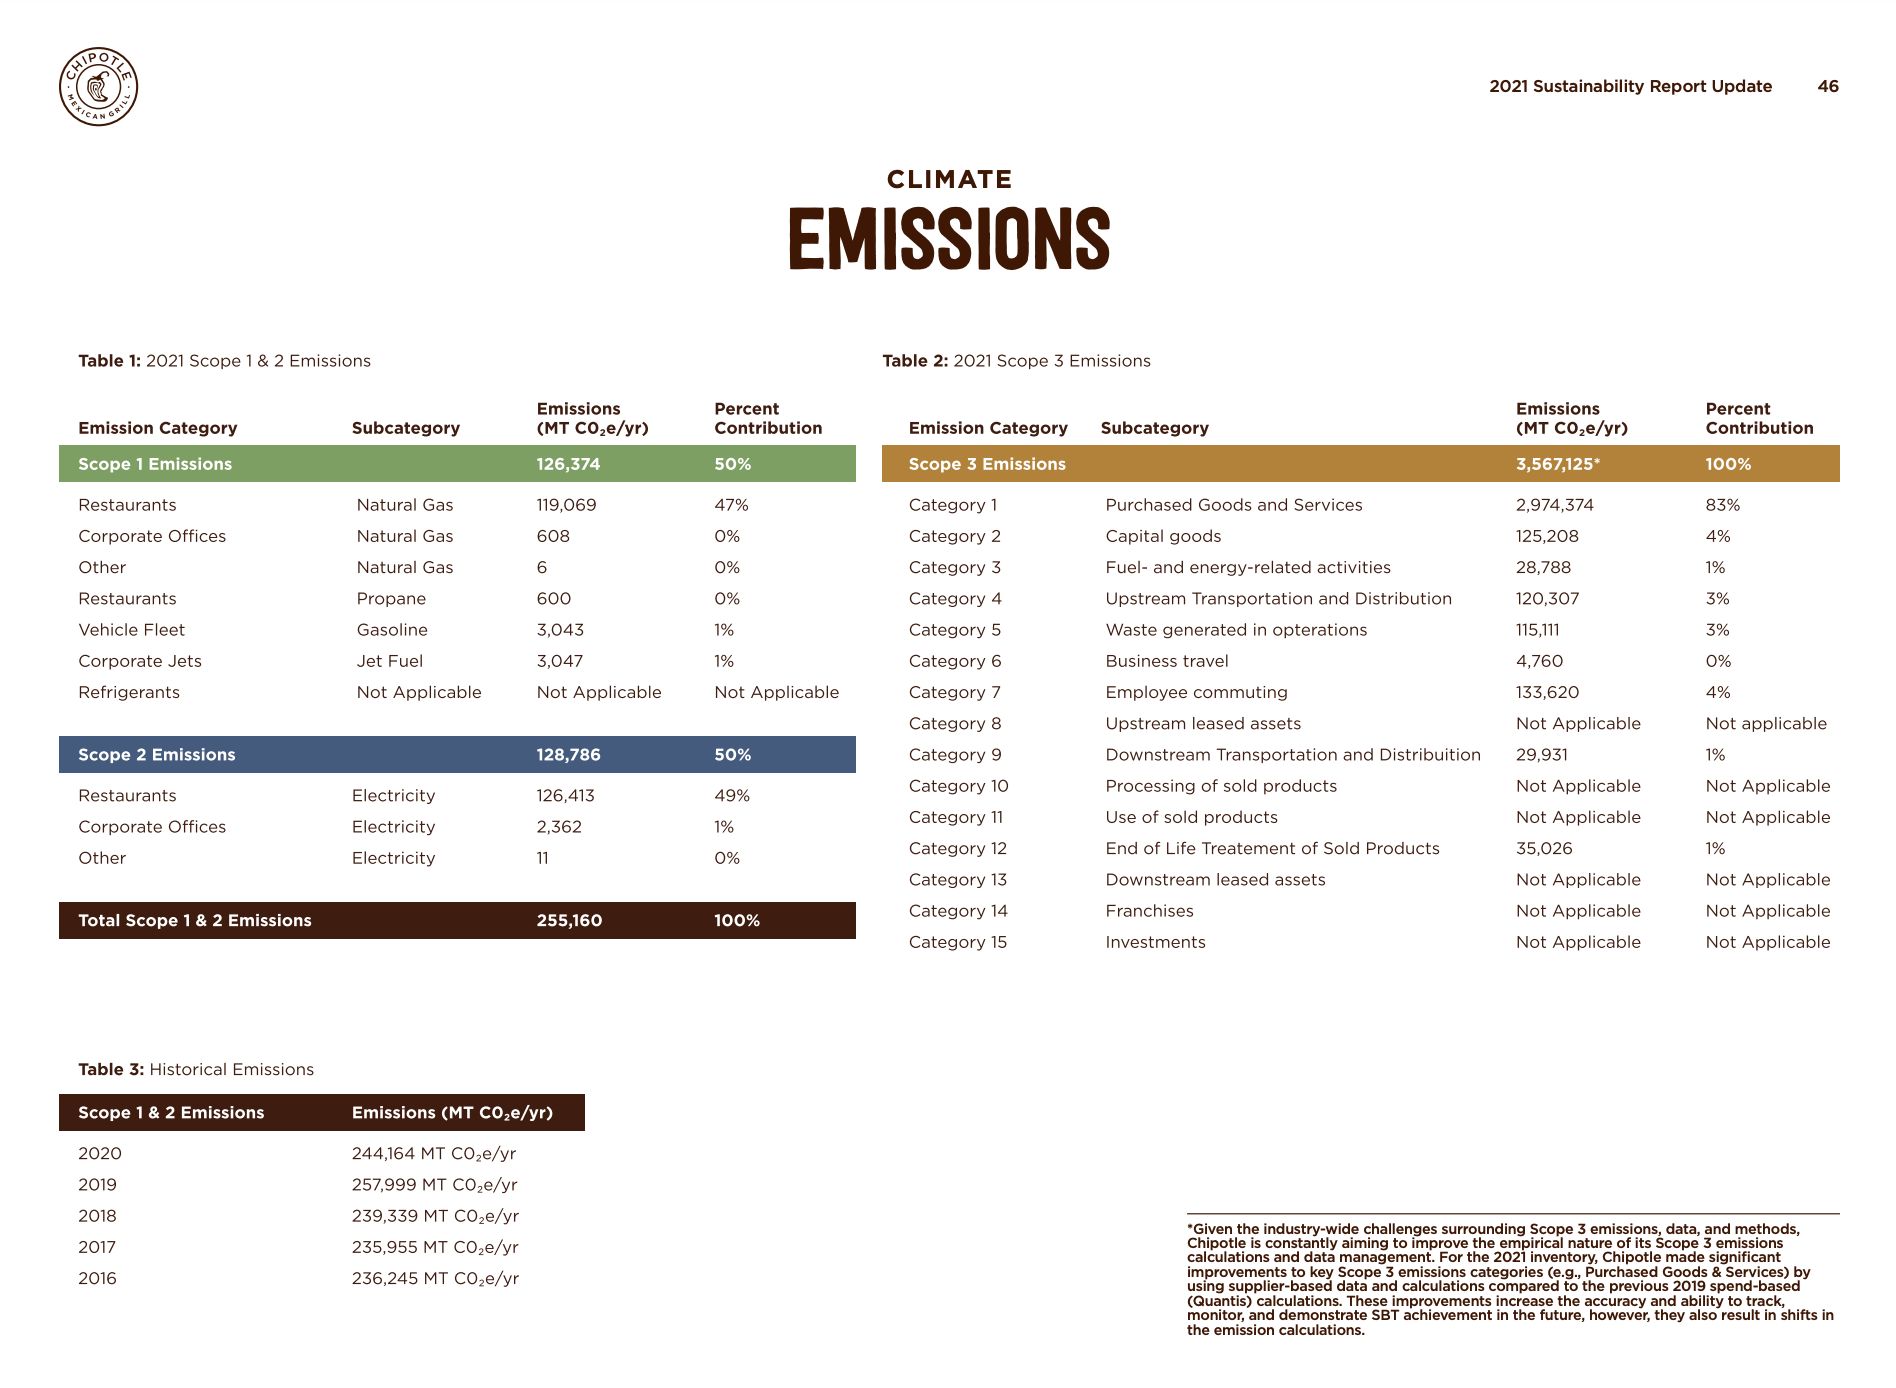 CHIPOTLE
MEXICAN GRILL
2021 Sustainability Report Update 46
CLIMATE
EMISSIONS
Table 1: 2021 Scope 1 & 2 Emissions
Emission Category Subcategory Emissions (MT C0₂e/yr) Percent Contribution
Scope 1 Emissions 126,374 50%
Restaurants Natural Gas 119,069 47%
Corporate Offices Natural Gas 608 0%
Other Natural Gas 6 0%
Restaurants Propane 600 0%
Vehicle Fleet Gasoline 3,043 1%
Corporate Jets Jet Fuel 3,047 1%
Refrigerants Not Applicable Not Applicable Not Applicable
Scope 2 Emissions 128,786 50%
Restaurants Electricity 126,413 49%
Corporate Offices Electricity 2,362 1%
Other Electricity 11 0%
Total Scope 1 & 2 Emissions 255,160 100%
Table 2: 2021 Scope 3 Emissions
Emission Category Subcategory Emissions (MT C0₂e/yr) Percent Contribution
Scope 3 Emissions 3,567,125* 100%
Category 1 Purchased Goods and Services 2,974,374 83%
Category 2 Capital goods 125,208 4%
Category 3 Fuel- and energy-related activities 28,788 1%
Category 4 Upstream Transportation and Distribution 120,307 3%
Category 5 Waste generated in opterations 115,111 3%
Category 6 Business travel 4,760 0%
Category 7 Employee commuting 133,620 4%
Category 8 Upstream leased assets Not Applicable Not applicable
Category 9 Downstream Transportation and Distribuition 29,931 1%
Category 10 Processing of sold products Not Applicable Not Applicable
Category 11 Use of sold products Not Applicable Not Applicable
Category 12 End of Life Treatement of Sold Products 35,026 1%
Category 13 Downstream leased assets Not Applicable Not Applicable
Category 14 Franchises Not Applicable Not Applicable
Category 15 Investments Not Applicable Not Applicable
Table 3: Historical Emissions
Scope 1 & 2 Emissions Emissions (MT C0₂e/yr)
2020 244,164 MT C0₂e/yr
2019 257,999 MT C0₂e/yr
2018 239,339 MT C0₂e/yr
2017 235,955 MT C0₂e/yr
2016 236,245 MT C0₂e/yr
*Given the industry-wide challenges surrounding Scope 3 emissions, data, and methods,
Chipotle is constantly aiming to improve the empirical nature of its Scope 3 emissions
calculations and data management. For the 2021 inventory, Chipotle made significant
improvements to key Scope 3 emissions categories (e.g., Purchased Goods & Services) by
using supplier-based data and calculations compared to the previous 2019 spend-based
(Quantis) calculations. These improvements increase the accuracy and ability to track,
monitor, and demonstrate SBT achievement in the future, however, they also result in shifts in
the emission calculations.